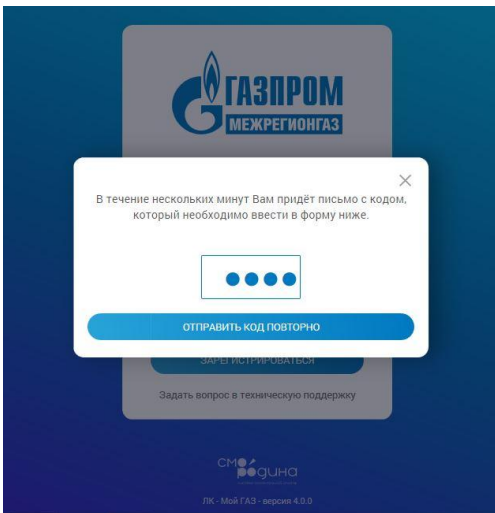 ГАЗПРОМ
МЕЖРЕГИОНГАЗ
В течение нескольких минут Вам придёт письмо с кодом,
который необходимо ввести в форму ниже.
ОТПРАВИТЬ КОД ПОВТОРНО
ЗАРЕГИСТРИРОВАТЬСЯ
Задать вопрос в техническую поддержку
СМОРОДИНА
ЛК - Мой ГАЗ - версия 4.0.0